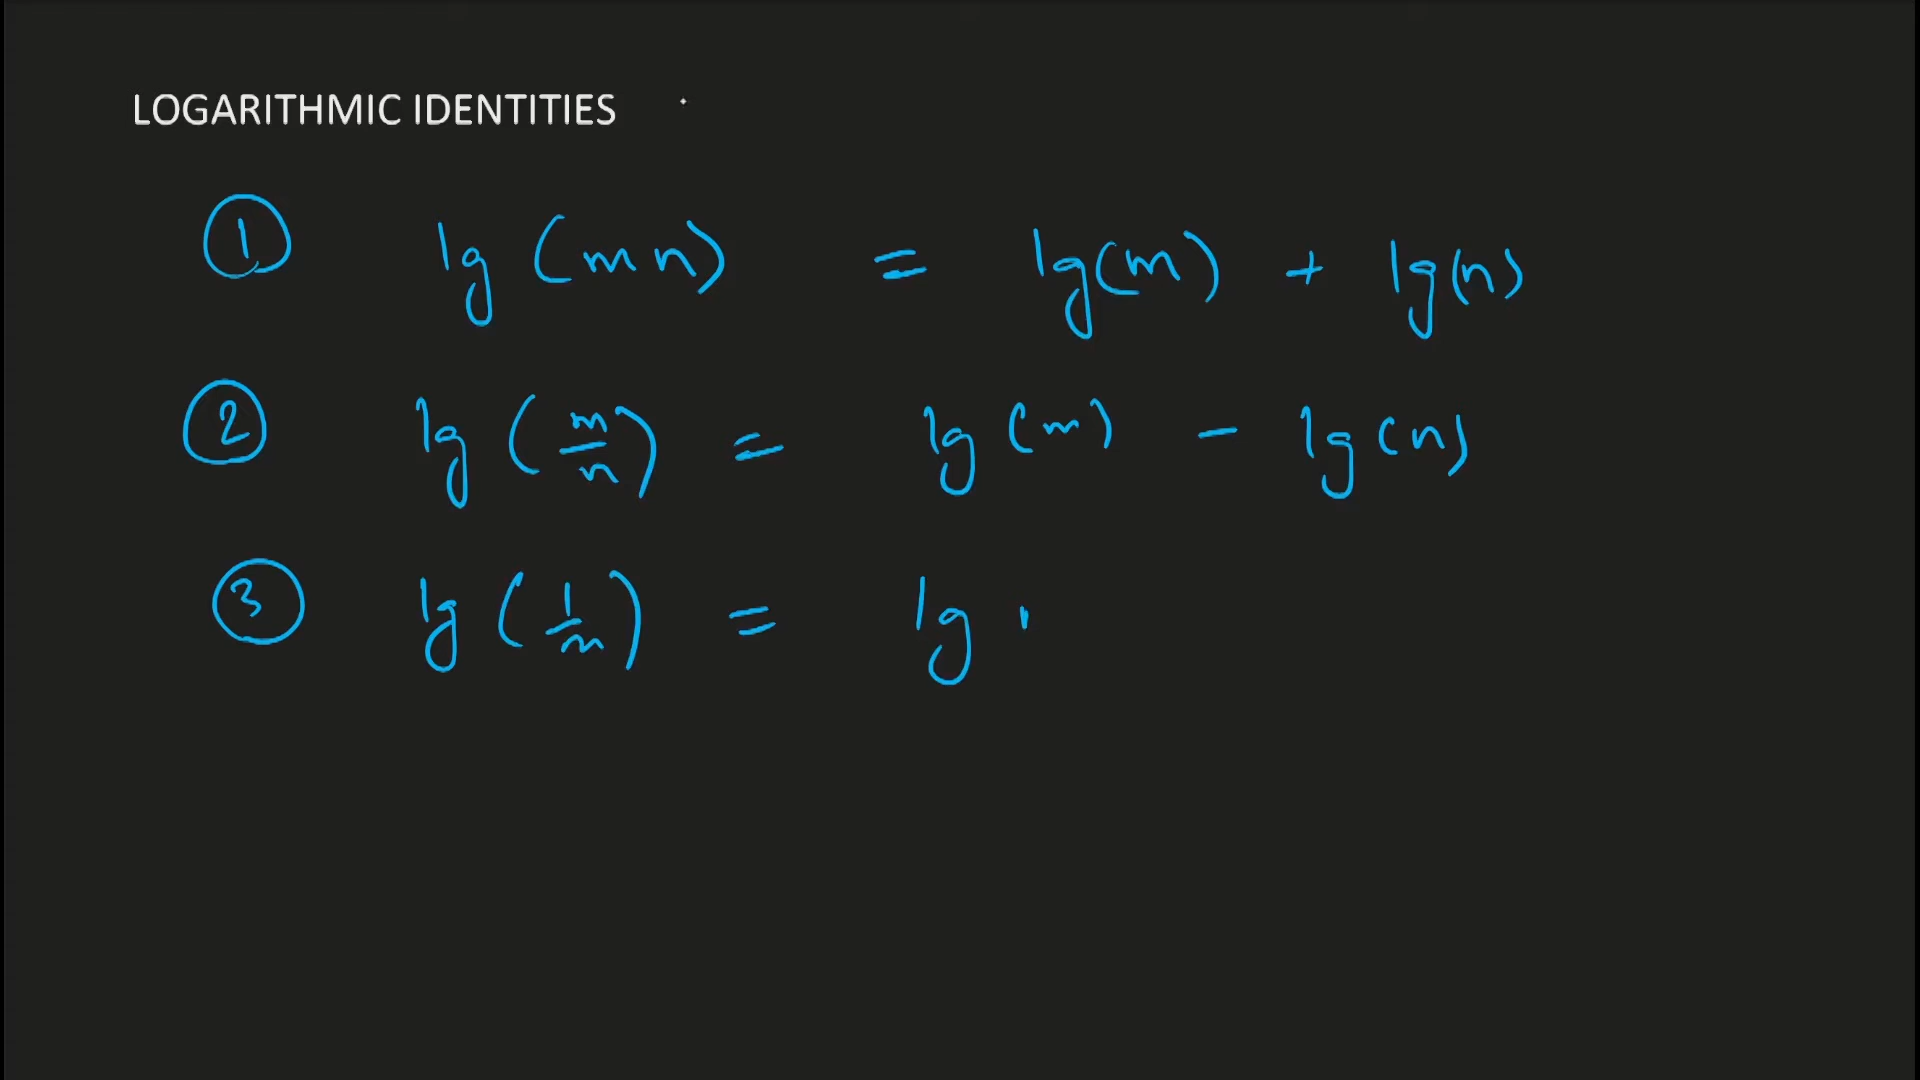 LOGARITHMIC IDENTITIES
① lg (mn) = lg(m) + lg(n)
② lg (m/n) = lg (m) - lg (n)
③ lg (1/m) = lg